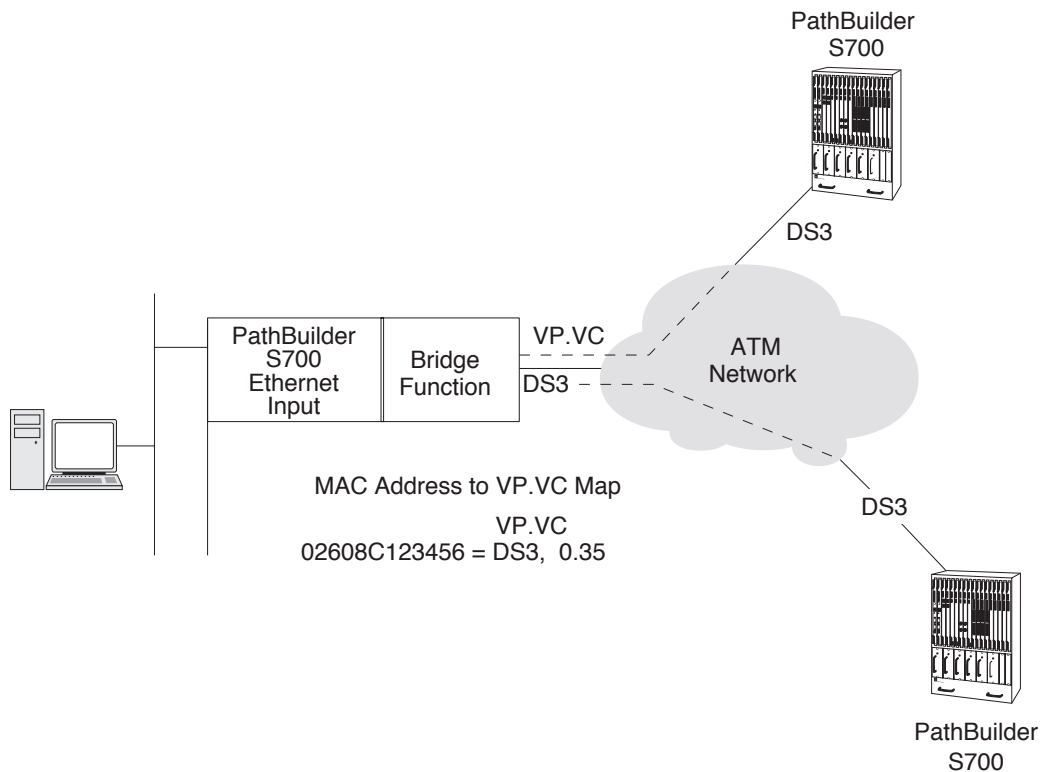 PathBuilder
S700
DS3
PathBuilder
S700
Ethernet
Input
Bridge
Function
VP.VC
DS3
ATM
Network
MAC Address to VP.VC Map
VP.VC
02608C123456 = DS3, 0.35
DS3
PathBuilder
S700